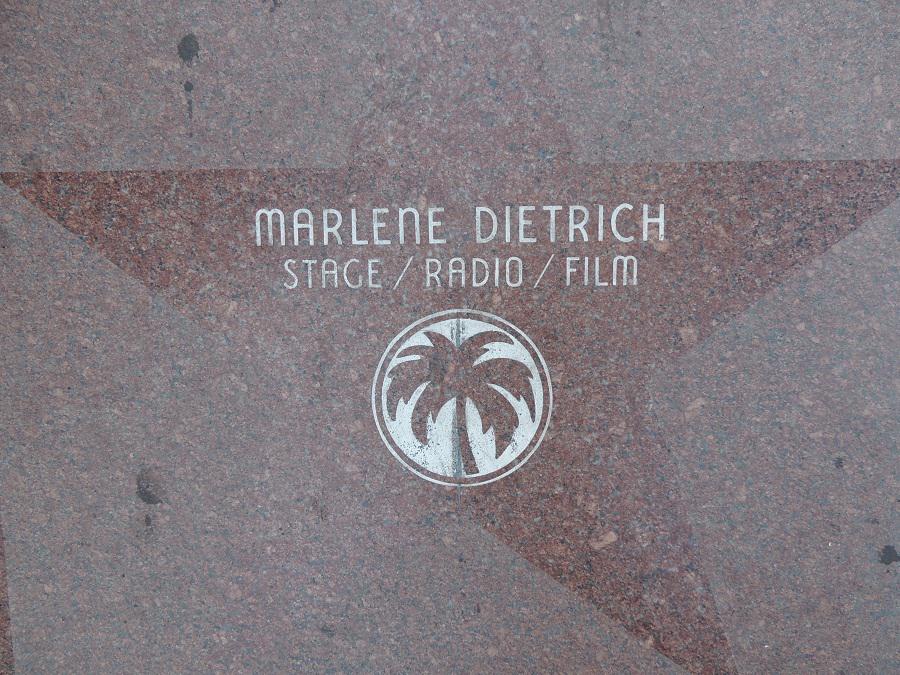 MARLENE DIETRICH
STAGE / RADIO / FILM